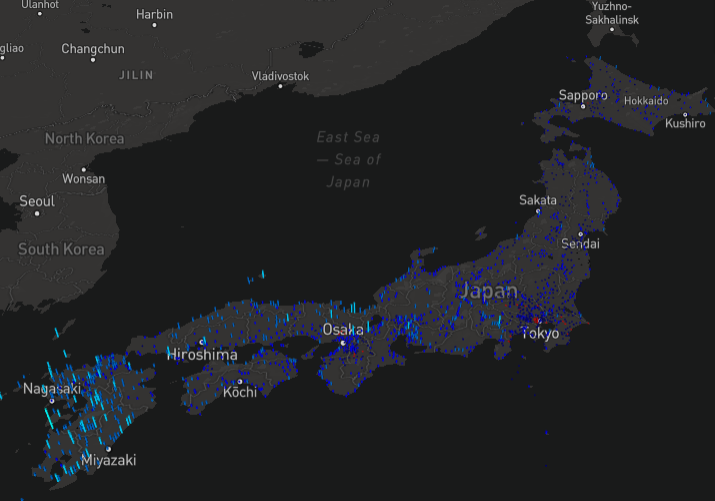 Ulanhot
Harbin
gliao
Changchun
JILIN
Vladivostok
Yuzhno-
Sakhalinsk
Sapporo
Hokkaido
Kushiro
North Korea
Wonsan
Seoul
South Korea
East Sea
— Sea of
Japan
Sakata
Sendai
Japan
Tokyo
Osaka
Hiroshima
Kōchi
Nagasaki
Miyazaki